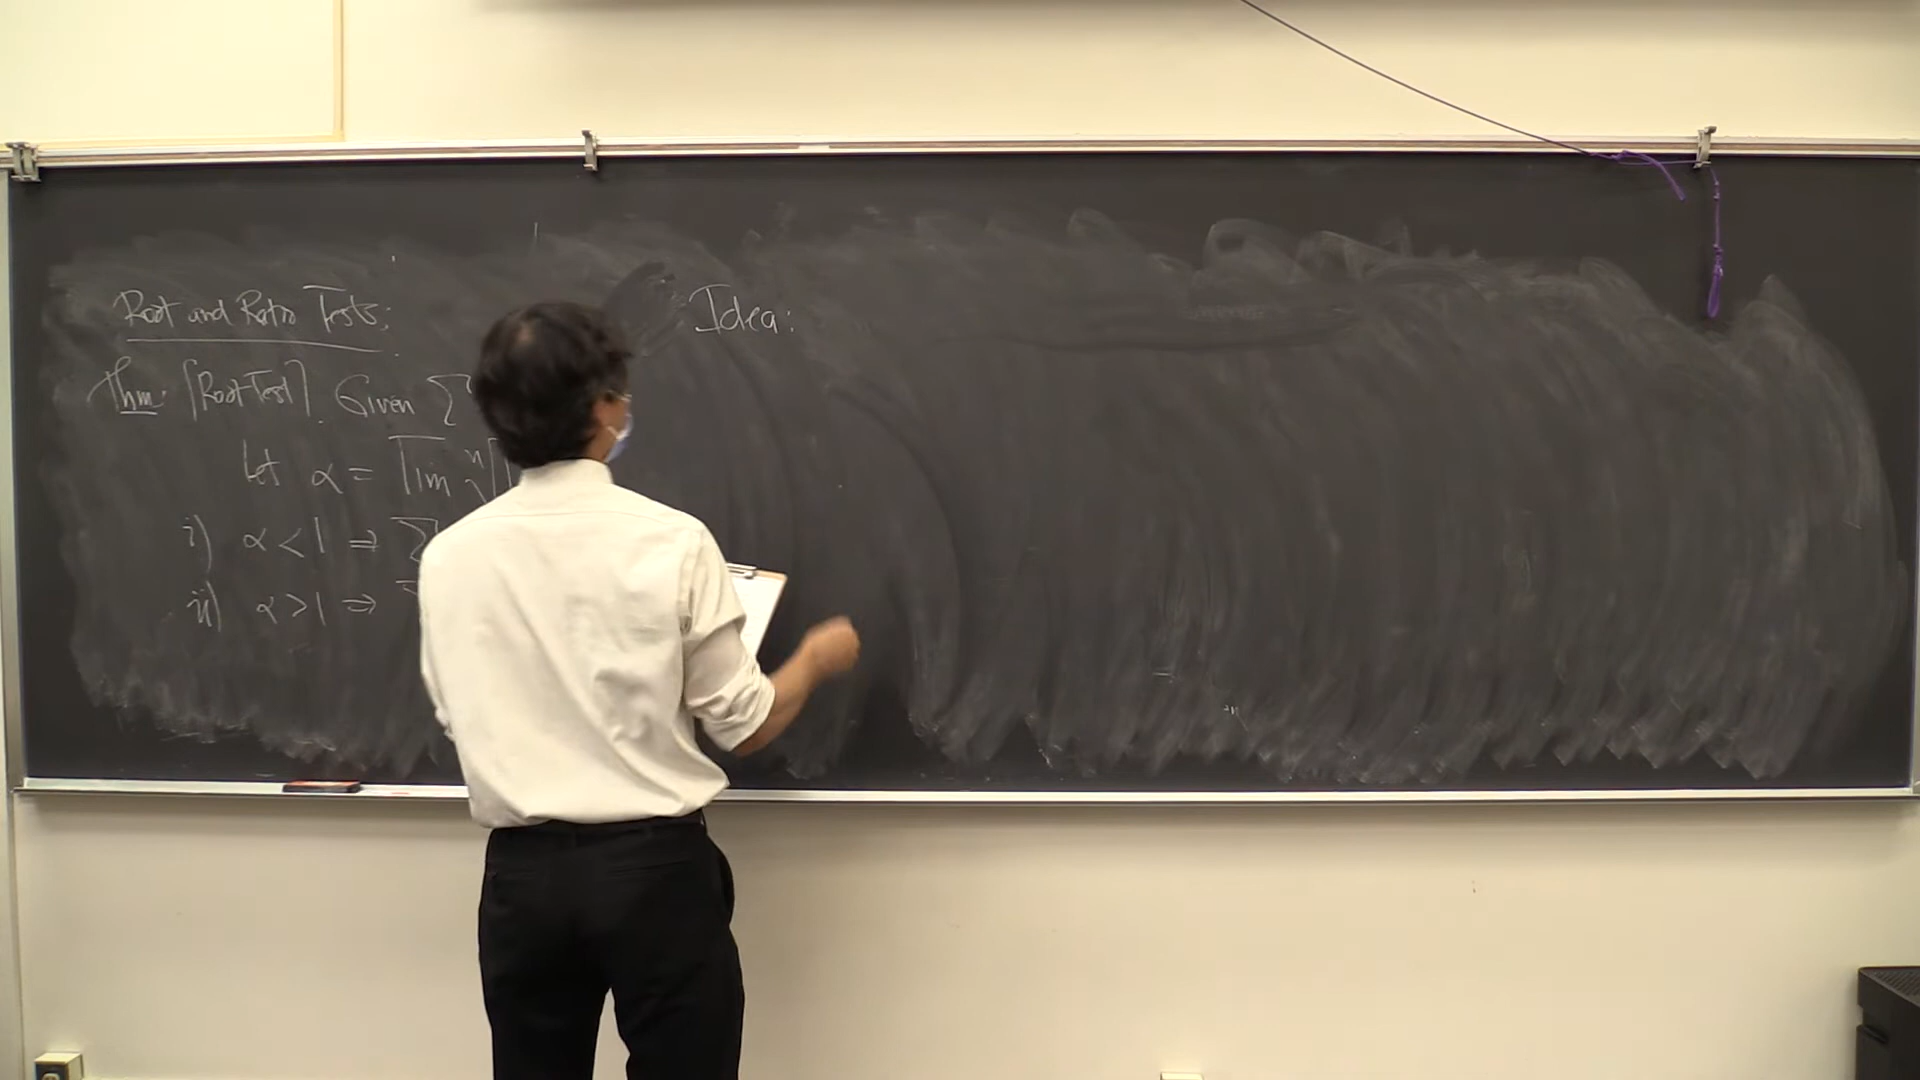 Root and Ratio Tests:
Thm: [Root Test]. Given Σ
Let α = lim n√|
i) α < 1 ⇒ Σ
ii) α > 1 ⇒
Idea: